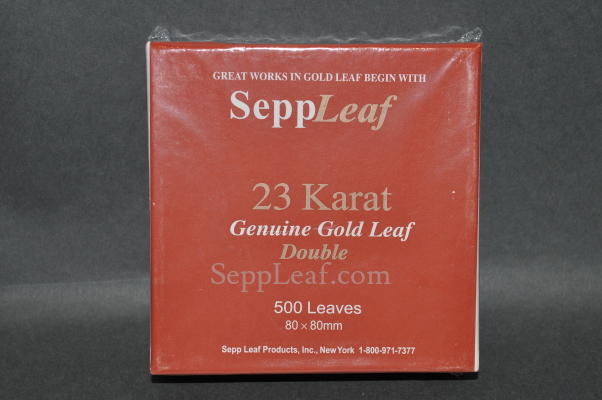 GREAT WORKS IN GOLD LEAF BEGIN WITH
SeppLeaf
23 Karat
Genuine Gold Leaf
Double
SeppLeaf.com
500 Leaves
80 × 80mm
Sepp Leaf Products, Inc., New York 1-800-971-7377